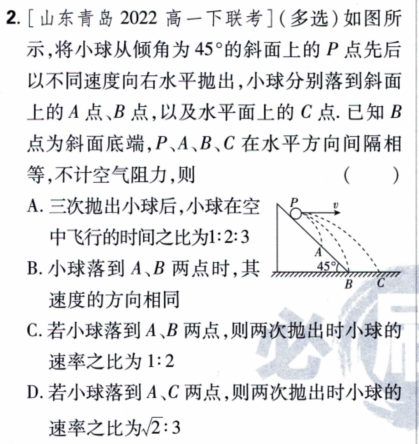 2. [山东青岛 2022 高一下联考](多选)如图所
示,将小球从倾角为 45°的斜面上的 P 点先后
以不同速度向右水平抛出,小球分别落到斜面
上的 A 点、B 点,以及水平面上的 C 点. 已知 B
点为斜面底端,P、A、B、C 在水平方向间隔相
等,不计空气阻力,则 ( )
A. 三次抛出小球后,小球在空
中飞行的时间之比为1∶2∶3
B. 小球落到 A、B 两点时,其
速度的方向相同
C. 若小球落到 A、B 两点,则两次抛出时小球的
速率之比为 1∶2
D. 若小球落到 A、C 两点,则两次抛出时小球的
速率之比为√2∶3
P v
A
45°
B C
必